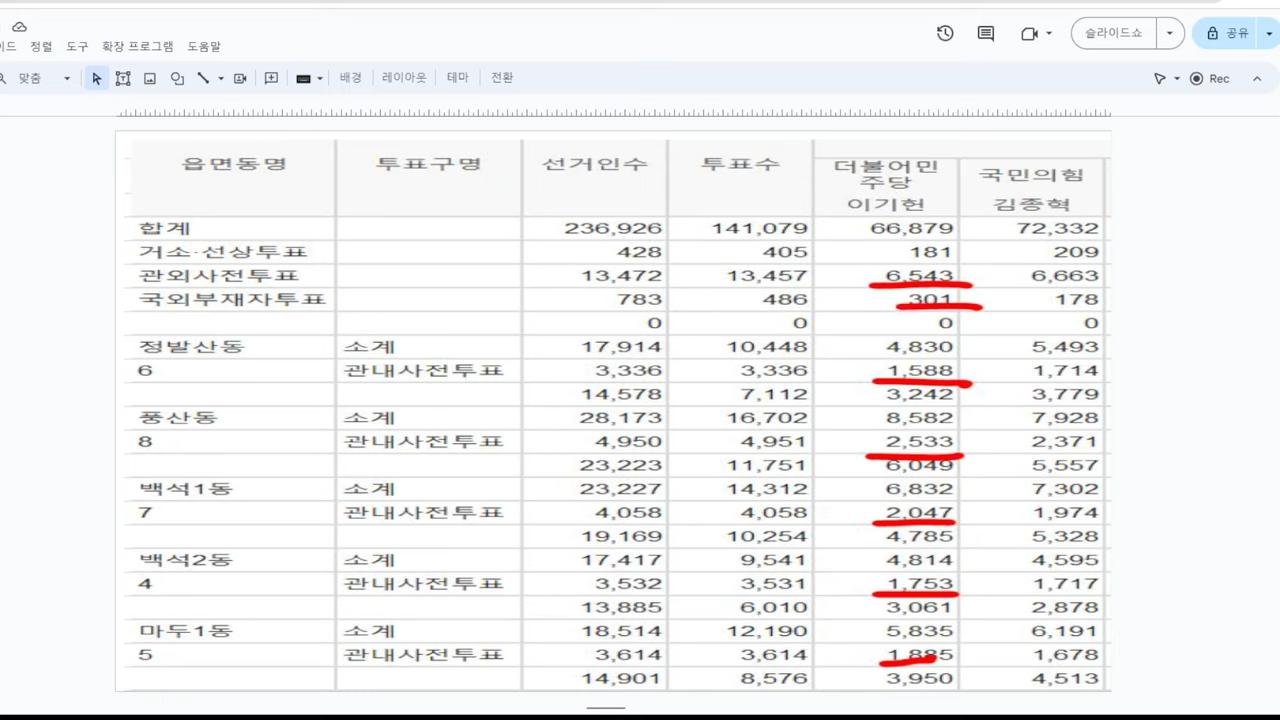 이드 정렬 도구 확장 프로그램 도움말
슬라이드쇼 공유
맞춤 배경 레이아웃 테마 전환 Rec
읍면동명 투표구명 선거인수 투표수 더불어민주당 이기헌 국민의힘 김종혁
합계 236,926 141,079 66,879 72,332
거소·선상투표 428 405 181 209
관외사전투표 13,472 13,457 6,543 6,663
국외부재자투표 783 486 301 178
0 0 0 0
정발산동 소계 17,914 10,448 4,830 5,493
6 관내사전투표 3,336 3,336 1,588 1,714
14,578 7,112 3,242 3,779
풍산동 소계 28,173 16,702 8,582 7,928
8 관내사전투표 4,950 4,951 2,533 2,371
23,223 11,751 6,049 5,557
백석1동 소계 23,227 14,312 6,832 7,302
7 관내사전투표 4,058 4,058 2,047 1,974
19,169 10,254 4,785 5,328
백석2동 소계 17,417 9,541 4,814 4,595
4 관내사전투표 3,532 3,531 1,753 1,717
13,885 6,010 3,061 2,878
마두1동 소계 18,514 12,190 5,835 6,191
5 관내사전투표 3,614 3,614 1,885 1,678
14,901 8,576 3,950 4,513